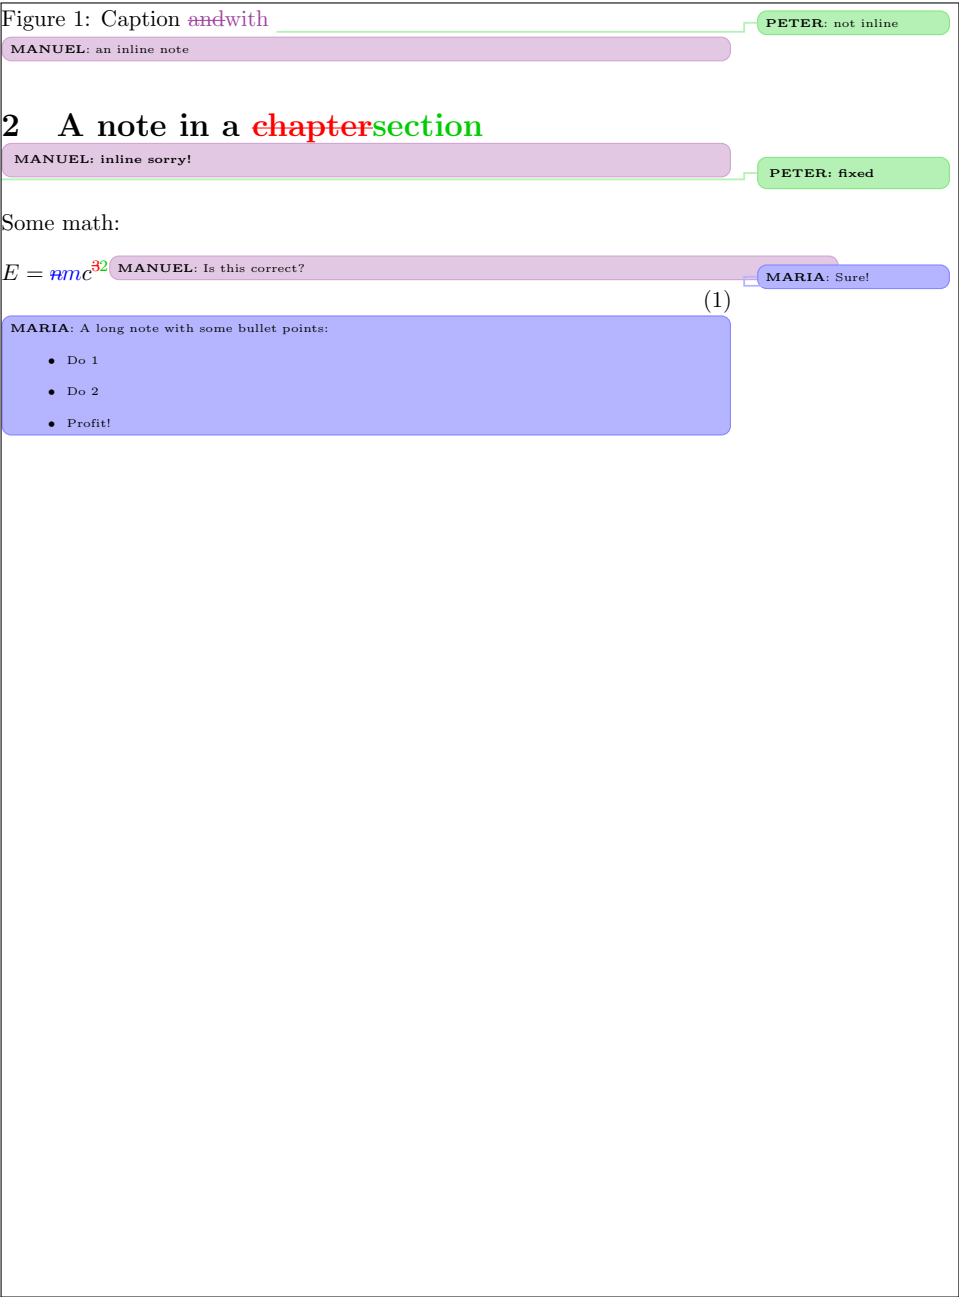 Figure 1: Caption andwith
PETER: not inline
MANUEL: an inline note
2 A note in a chaptersection
MANUEL: inline sorry!
PETER: fixed
Some math:
E = nmc³² MANUEL: Is this correct?
MARIA: Sure!
(1)
MARIA: A long note with some bullet points:
• Do 1
• Do 2
• Profit!